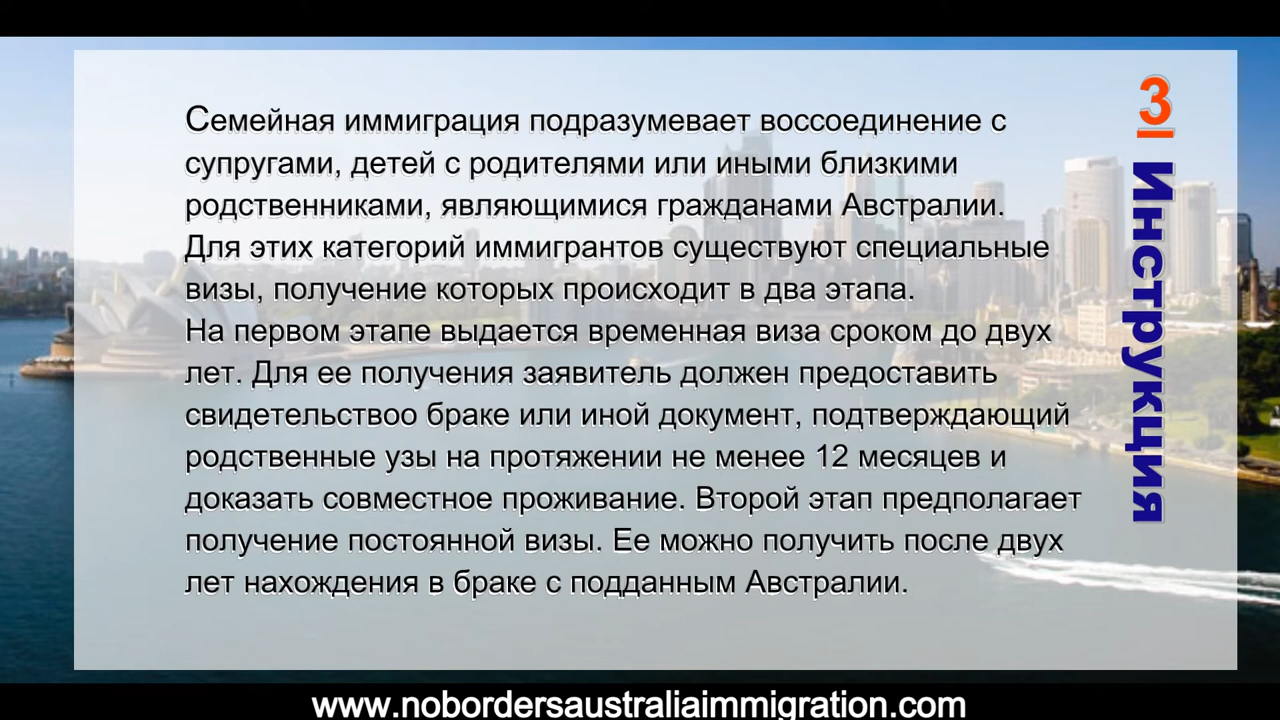 Семейная иммиграция подразумевает воссоединение с
супругами, детей с родителями или иными близкими
родственниками, являющимися гражданами Австралии.
Для этих категорий иммигрантов существуют специальные
визы, получение которых происходит в два этапа.
На первом этапе выдается временная виза сроком до двух
лет. Для ее получения заявитель должен предоставить
свидетельствоо браке или иной документ, подтверждающий
родственные узы на протяжении не менее 12 месяцев и
доказать совместное проживание. Второй этап предполагает
получение постоянной визы. Ее можно получить после двух
лет нахождения в браке с подданным Австралии.
3
Инструкция
www.nobordersaustraliaimmigration.com